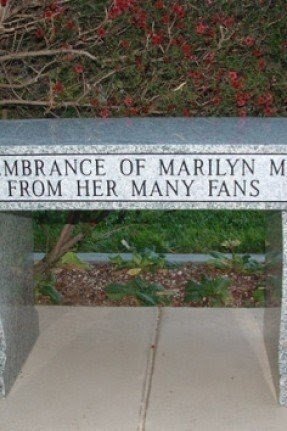 MBRANCE OF MARILYN M
FROM HER MANY FANS